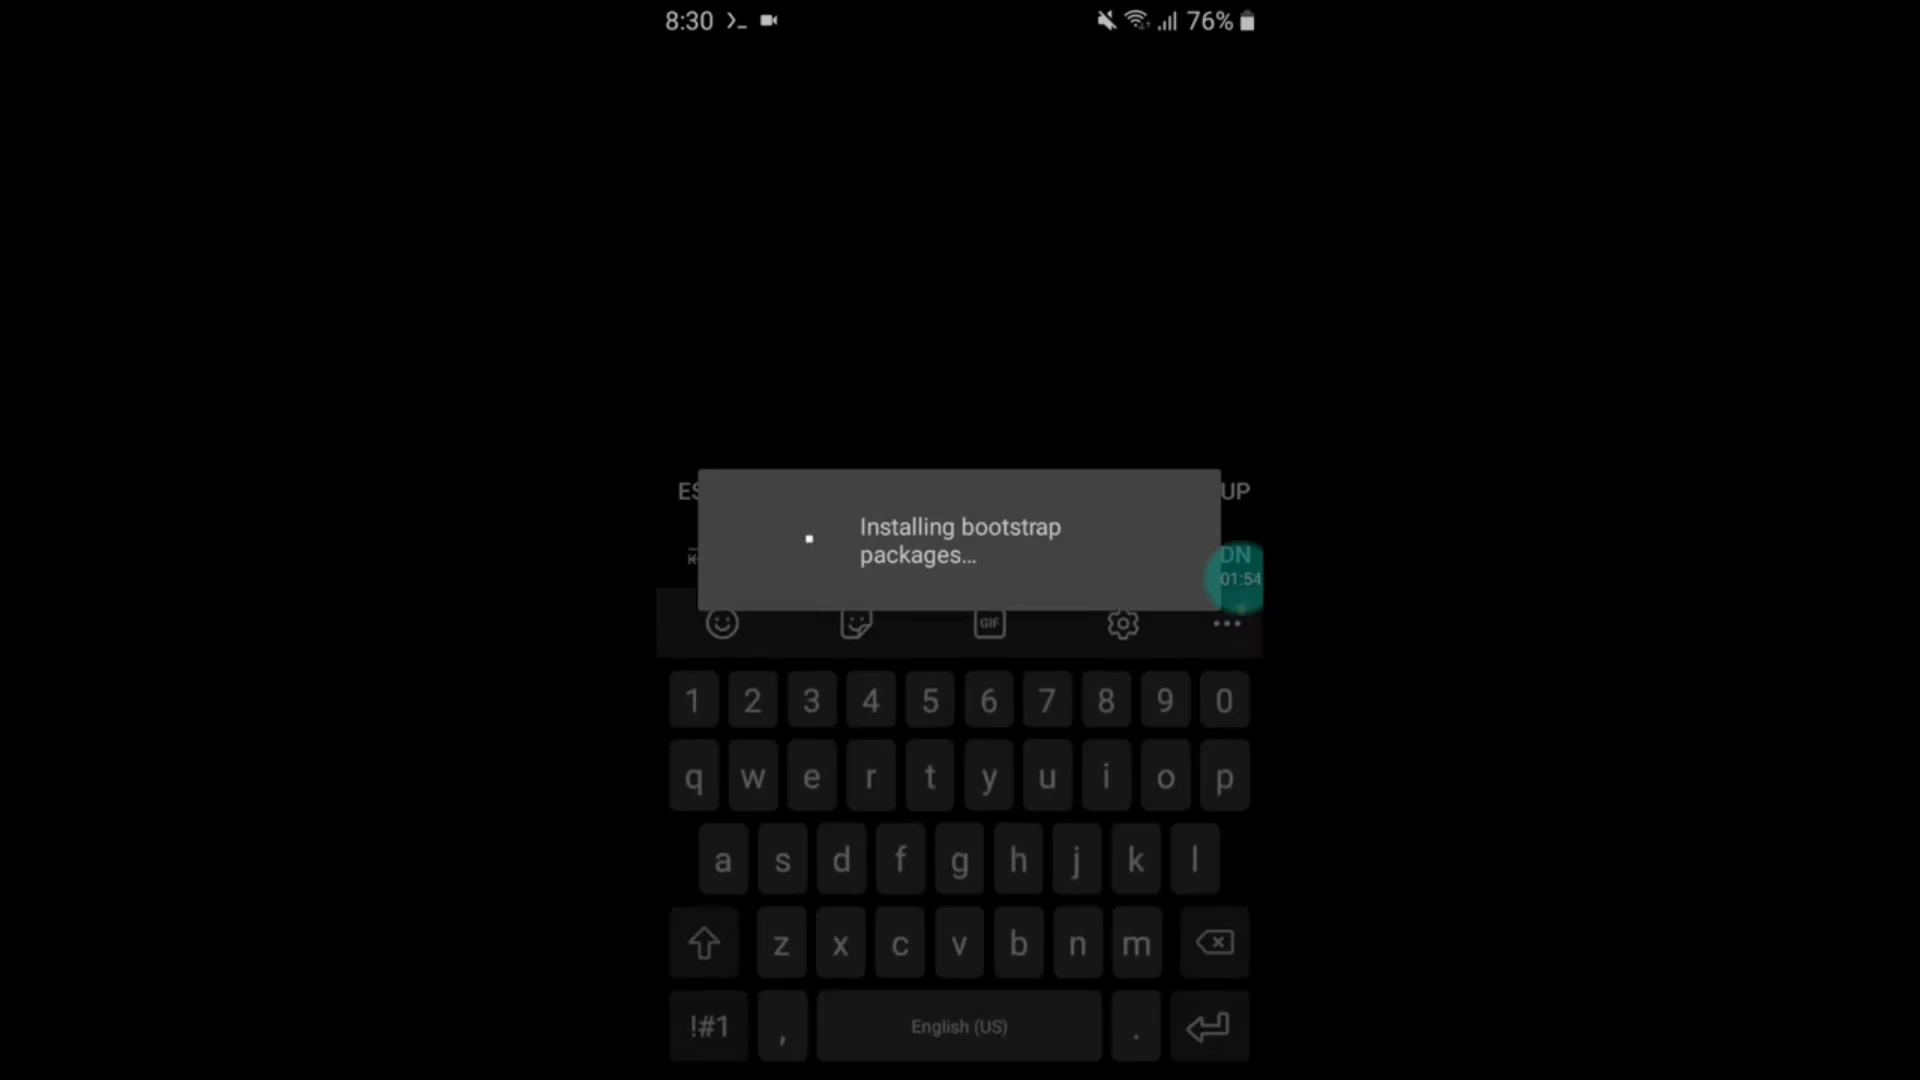 8:30 76%
ES UP
Installing bootstrap
packages...
DN
01:54
GIF
1 2 3 4 5 6 7 8 9 0
q w e r t y u i o p
a s d f g h j k l
z x c v b n m
!#1 , English (US) .